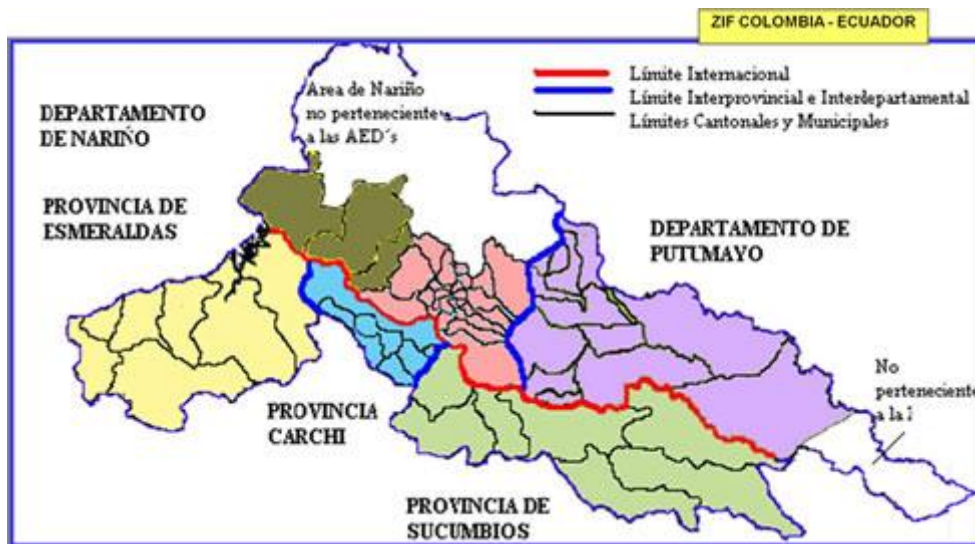 ZIF COLOMBIA - ECUADOR
Límite Internacional
Límite Interprovincial e Interdepartamental
Límites Cantonales y Municipales
Area de Nariño
no perteneciente
a las AED´s
DEPARTAMENTO
DE NARIÑO
PROVINCIA DE
ESMERALDAS
DEPARTAMENTO DE
PUTUMAYO
No
perteneciente
a la
PROVINCIA
CARCHI
PROVINCIA DE
SUCUMBIOS